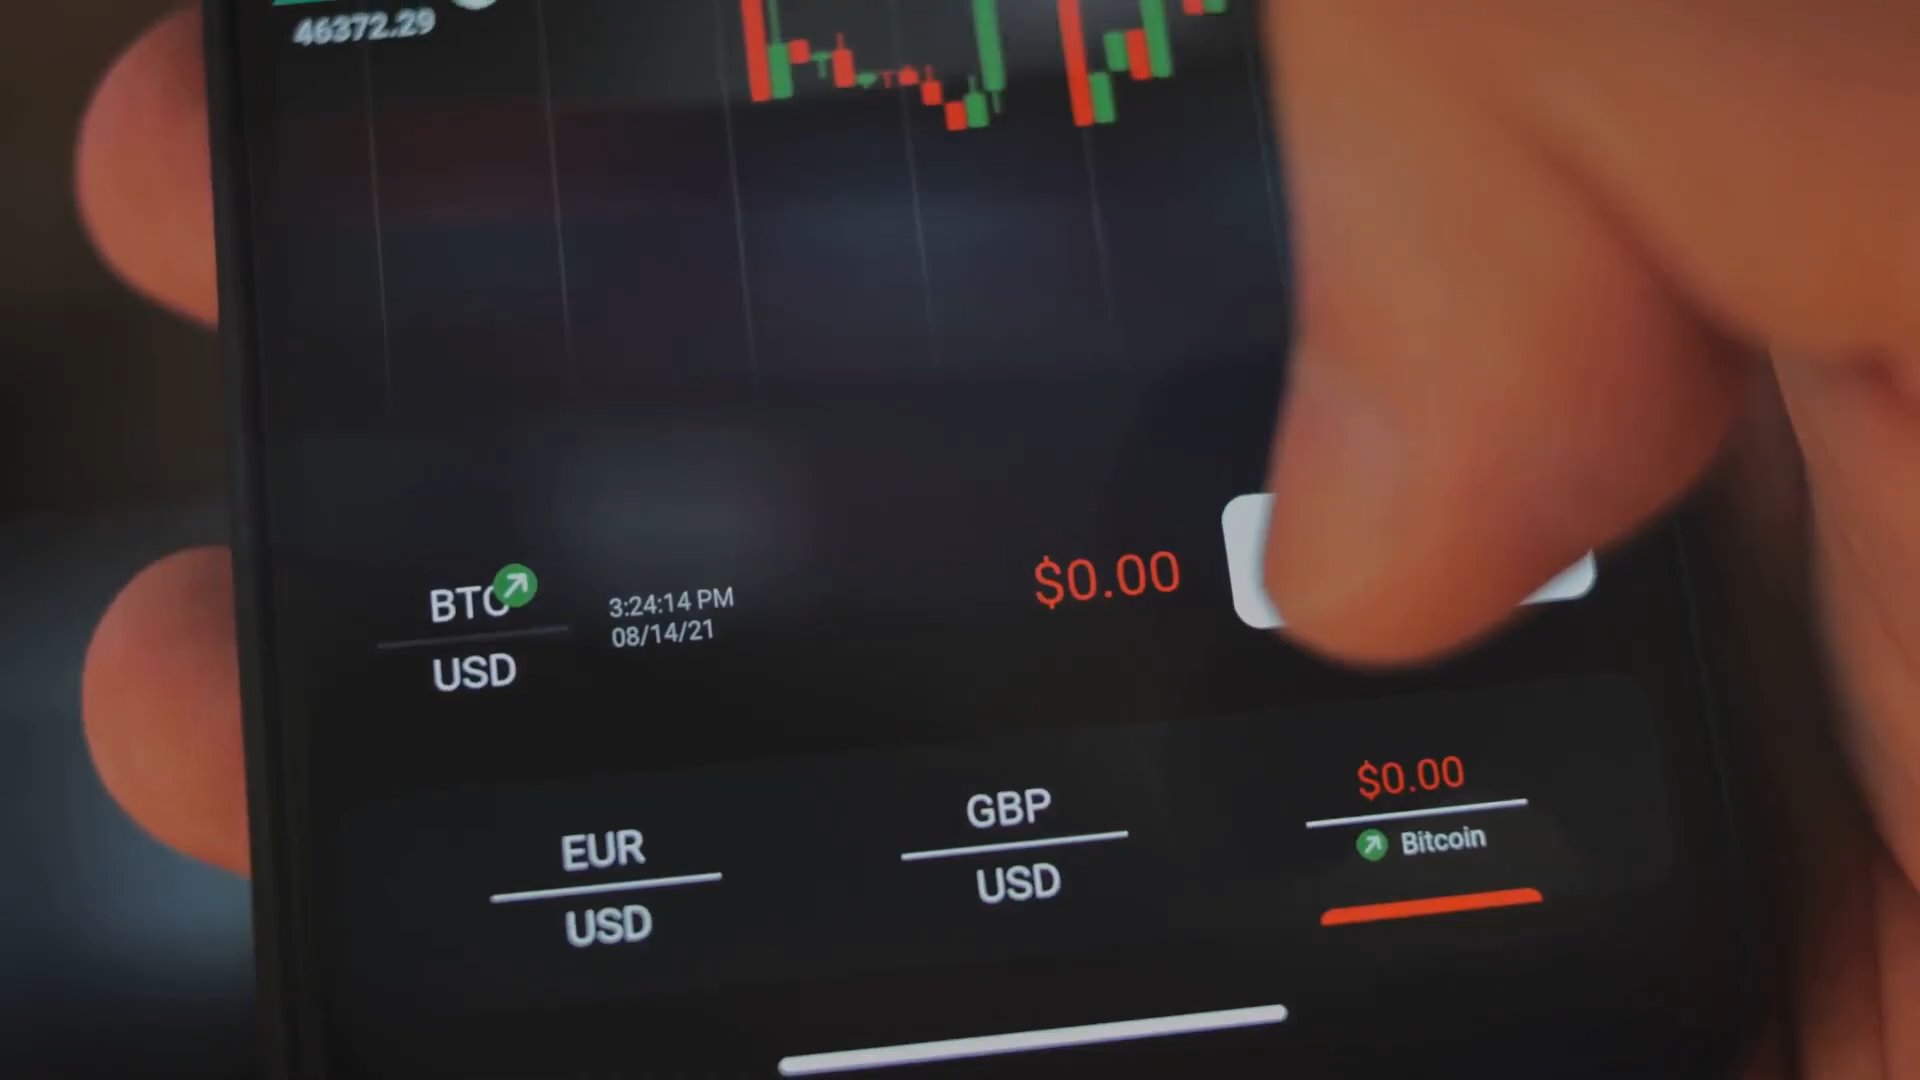 46372.29
BTC
USD
3:24:14 PM
08/14/21
$0.00
EUR
USD
GBP
USD
$0.00
Bitcoin